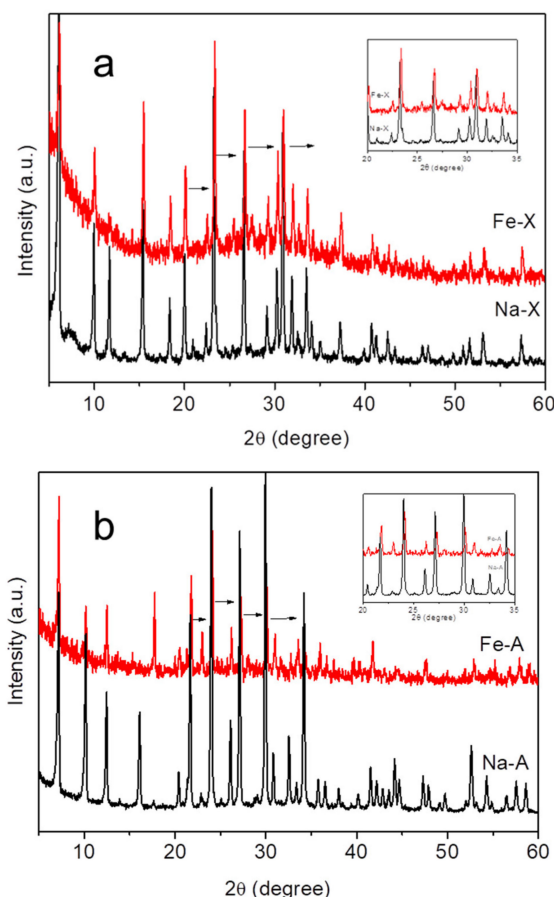 a
Fe-X
Na-X
20 25 30 35
2θ (degree)
Fe-X
Na-X
Intensity (a.u.)
10 20 30 40 50 60
2θ (degree)
b
Fe-A
Na-A
20 25 30 35
2θ (degree)
Fe-A
Na-A
Intensity (a.u.)
10 20 30 40 50 60
2θ (degree)